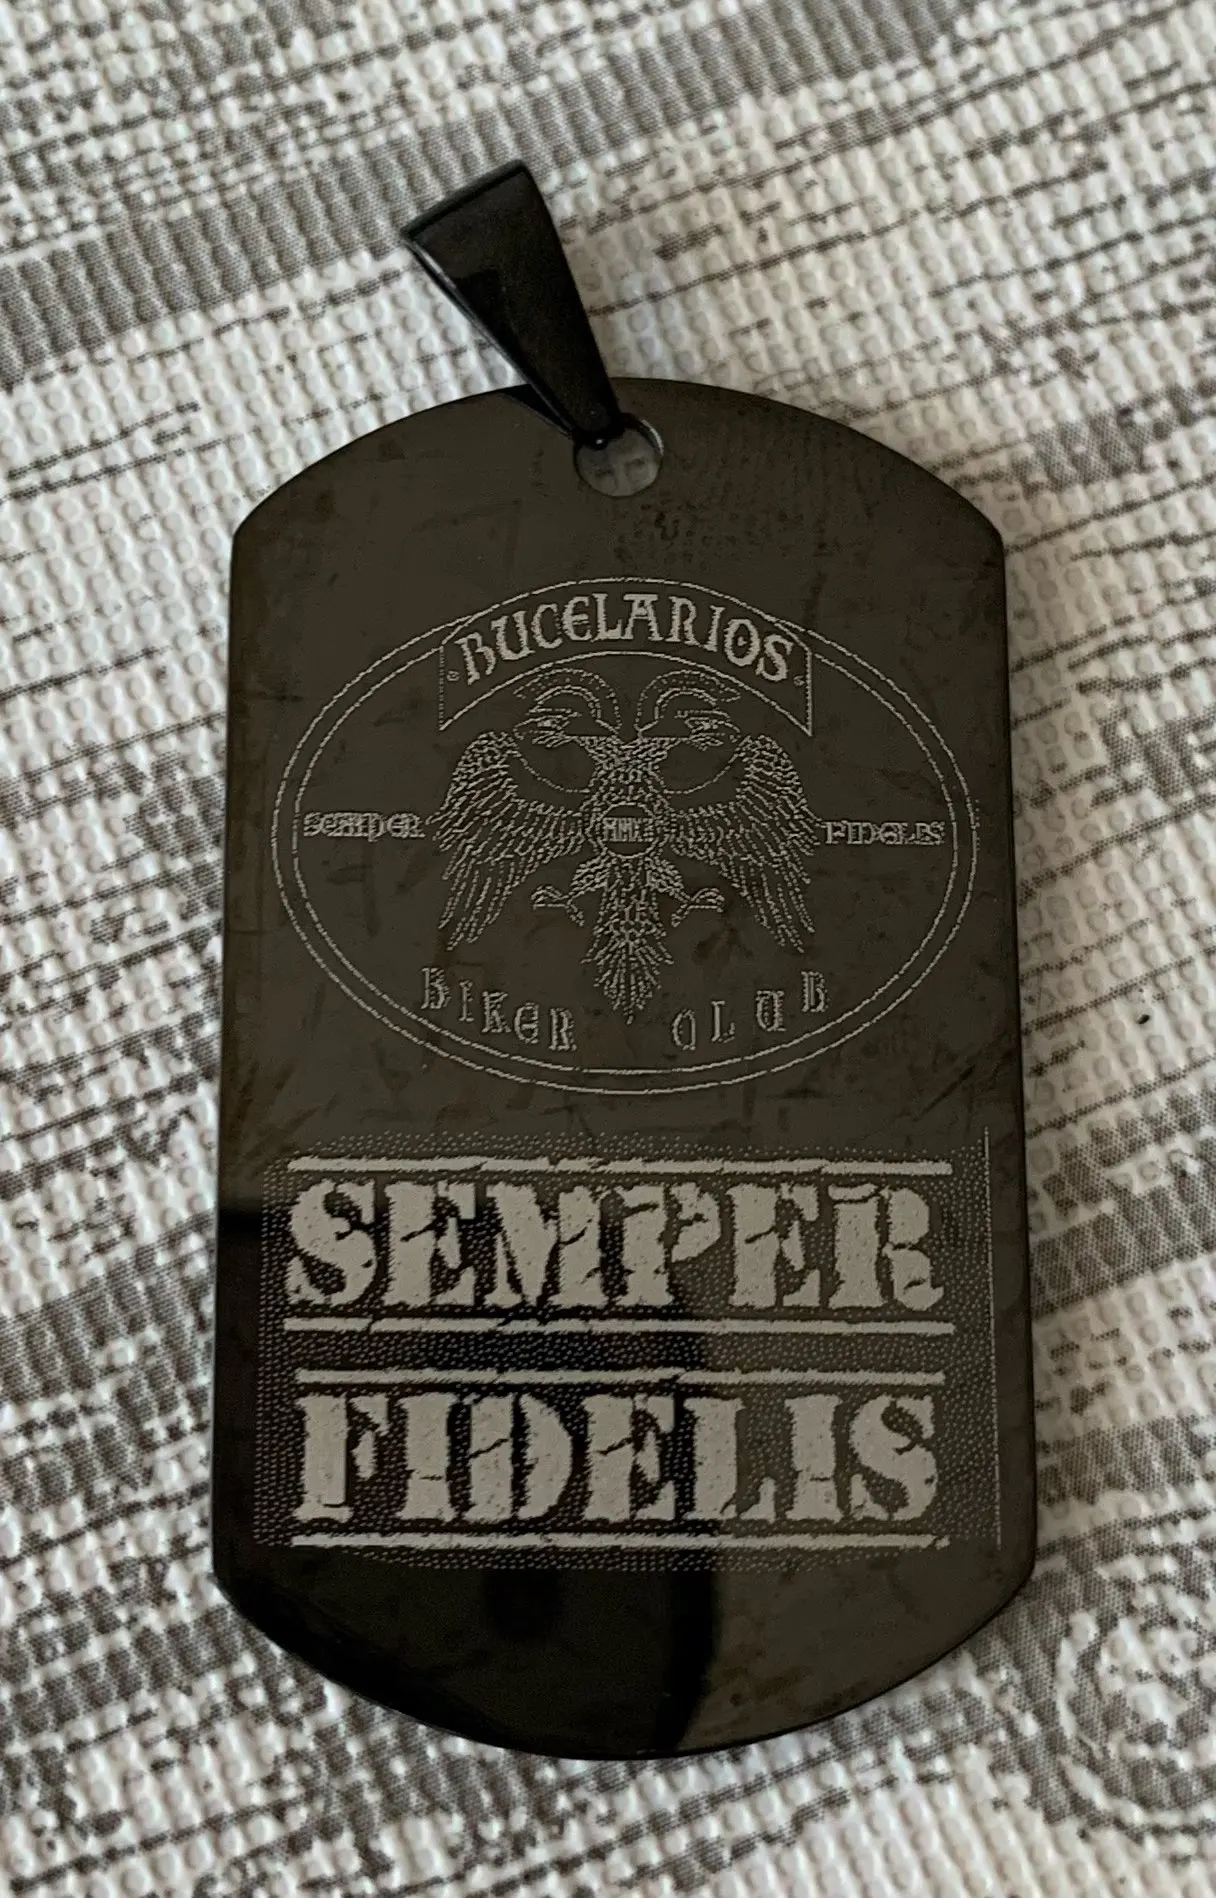 BUCELARIOS
SEMPER FIDELIS
BIKER CLUB
SEMPER
FIDELIS